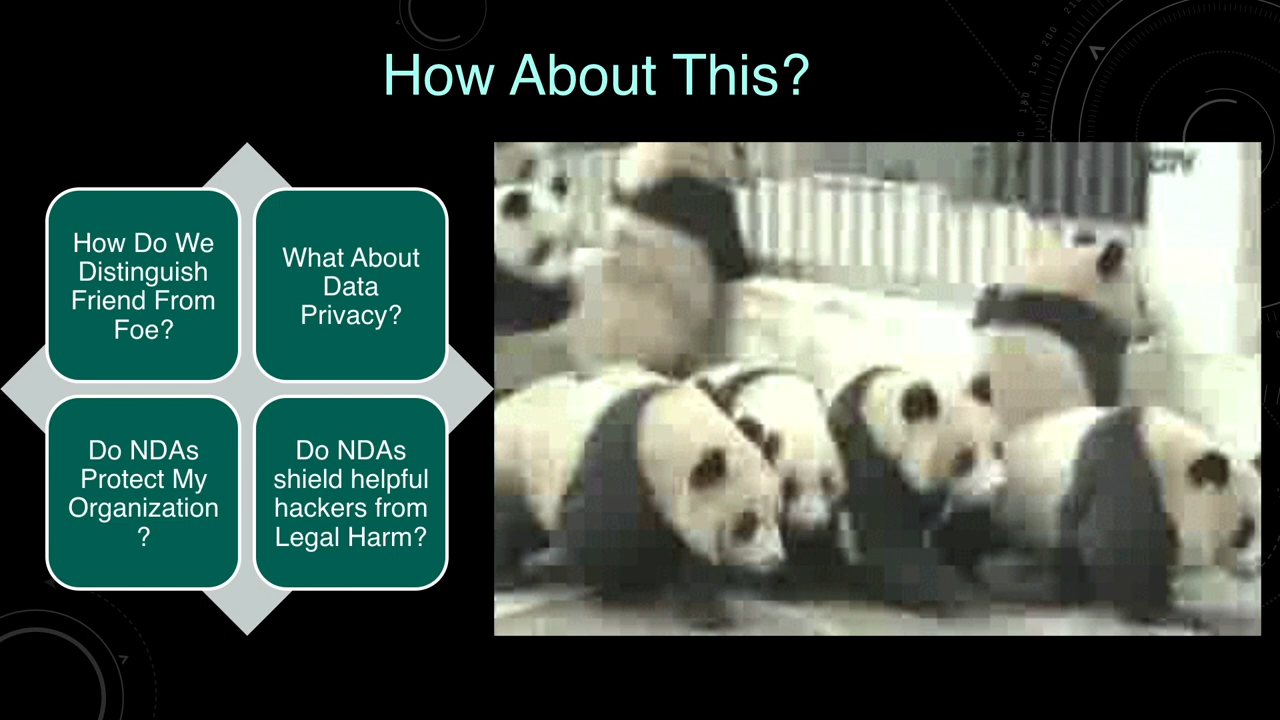 How About This?
How Do We
Distinguish
Friend From
Foe?
What About
Data
Privacy?
Do NDAs
Protect My
Organization
?
Do NDAs
shield helpful
hackers from
Legal Harm?